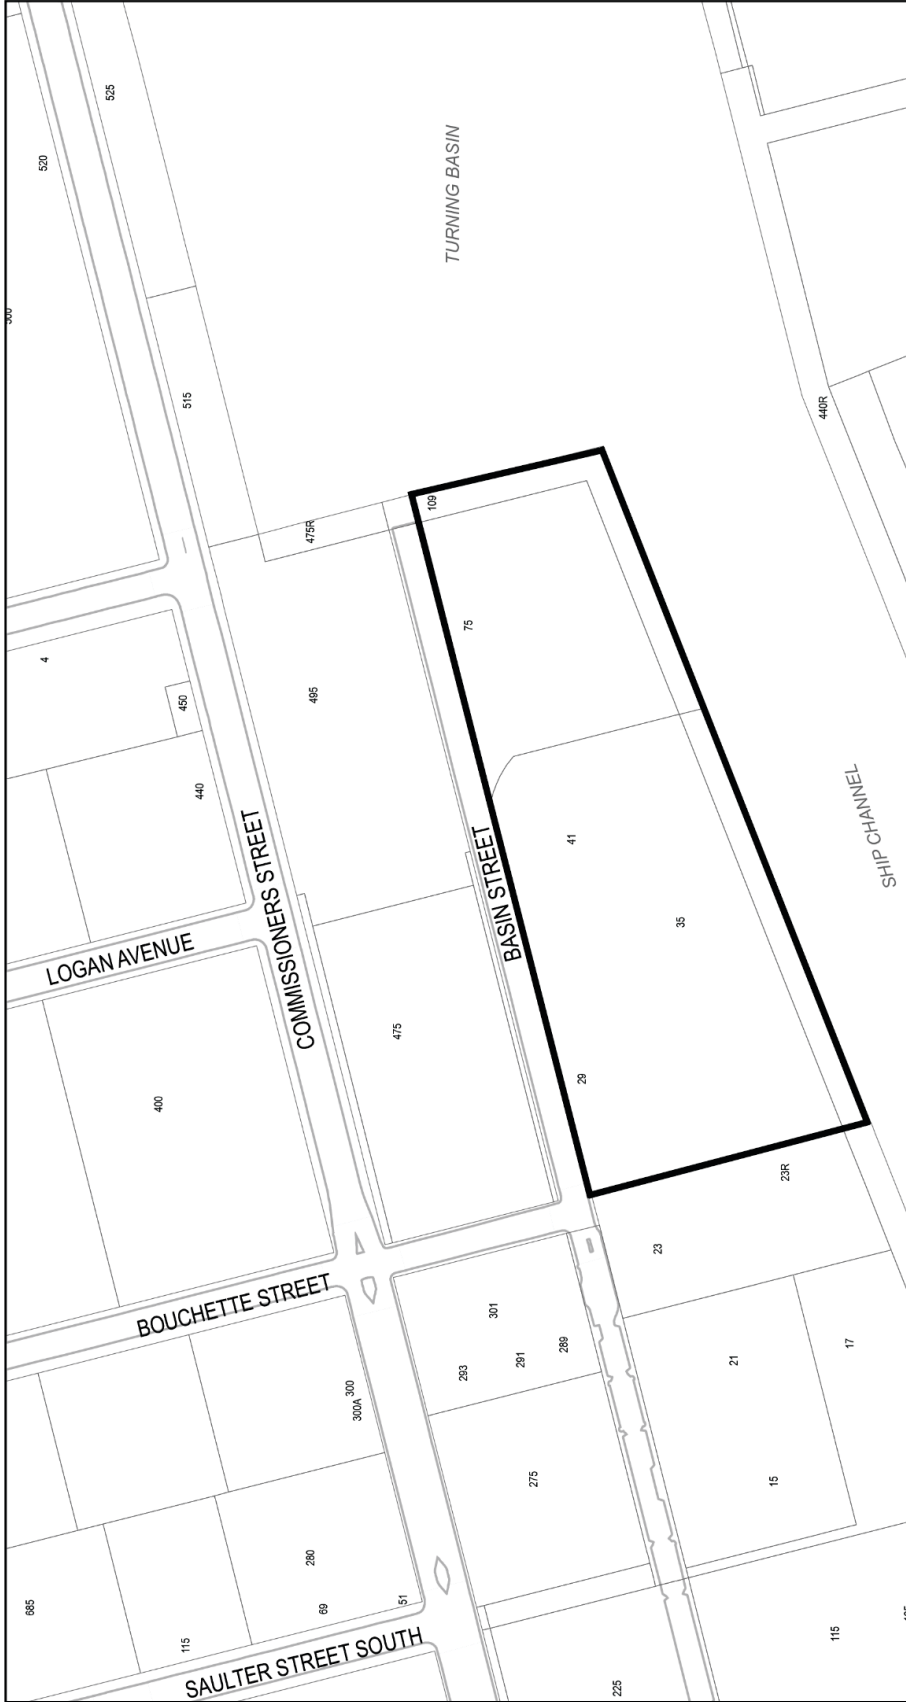 525
520
TURNING BASIN
515
440R
475R
109
75
4
495
450
440
COMMISSIONERS STREET
BASIN STREET
41
SHIP CHANNEL
35
LOGAN AVENUE
475
29
400
23R
23
BOUCHETTE STREET
301
289
291
293
21
17
300
300A
275
15
280
51
69
685
115
SAULTER STREET SOUTH
115
225